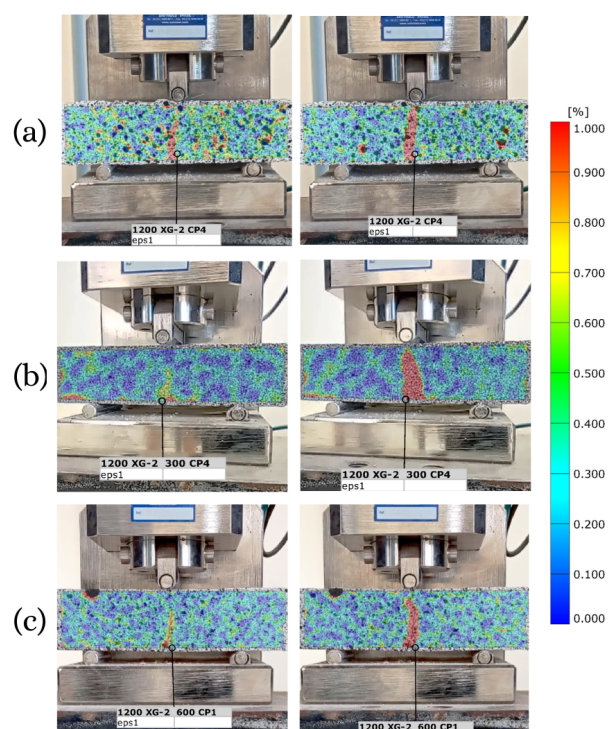 (a)
1200 XG-2 CP4
eps1
1200 XG-2 CP4
eps1
(b)
1200 XG-2 300 CP4
eps1
1200 XG-2 300 CP4
eps1
(c)
1200 XG-2 600 CP1
eps1
1200 XG-2 600 CP1
[%]
1.000
0.900
0.800
0.700
0.600
0.500
0.400
0.300
0.200
0.100
0.000